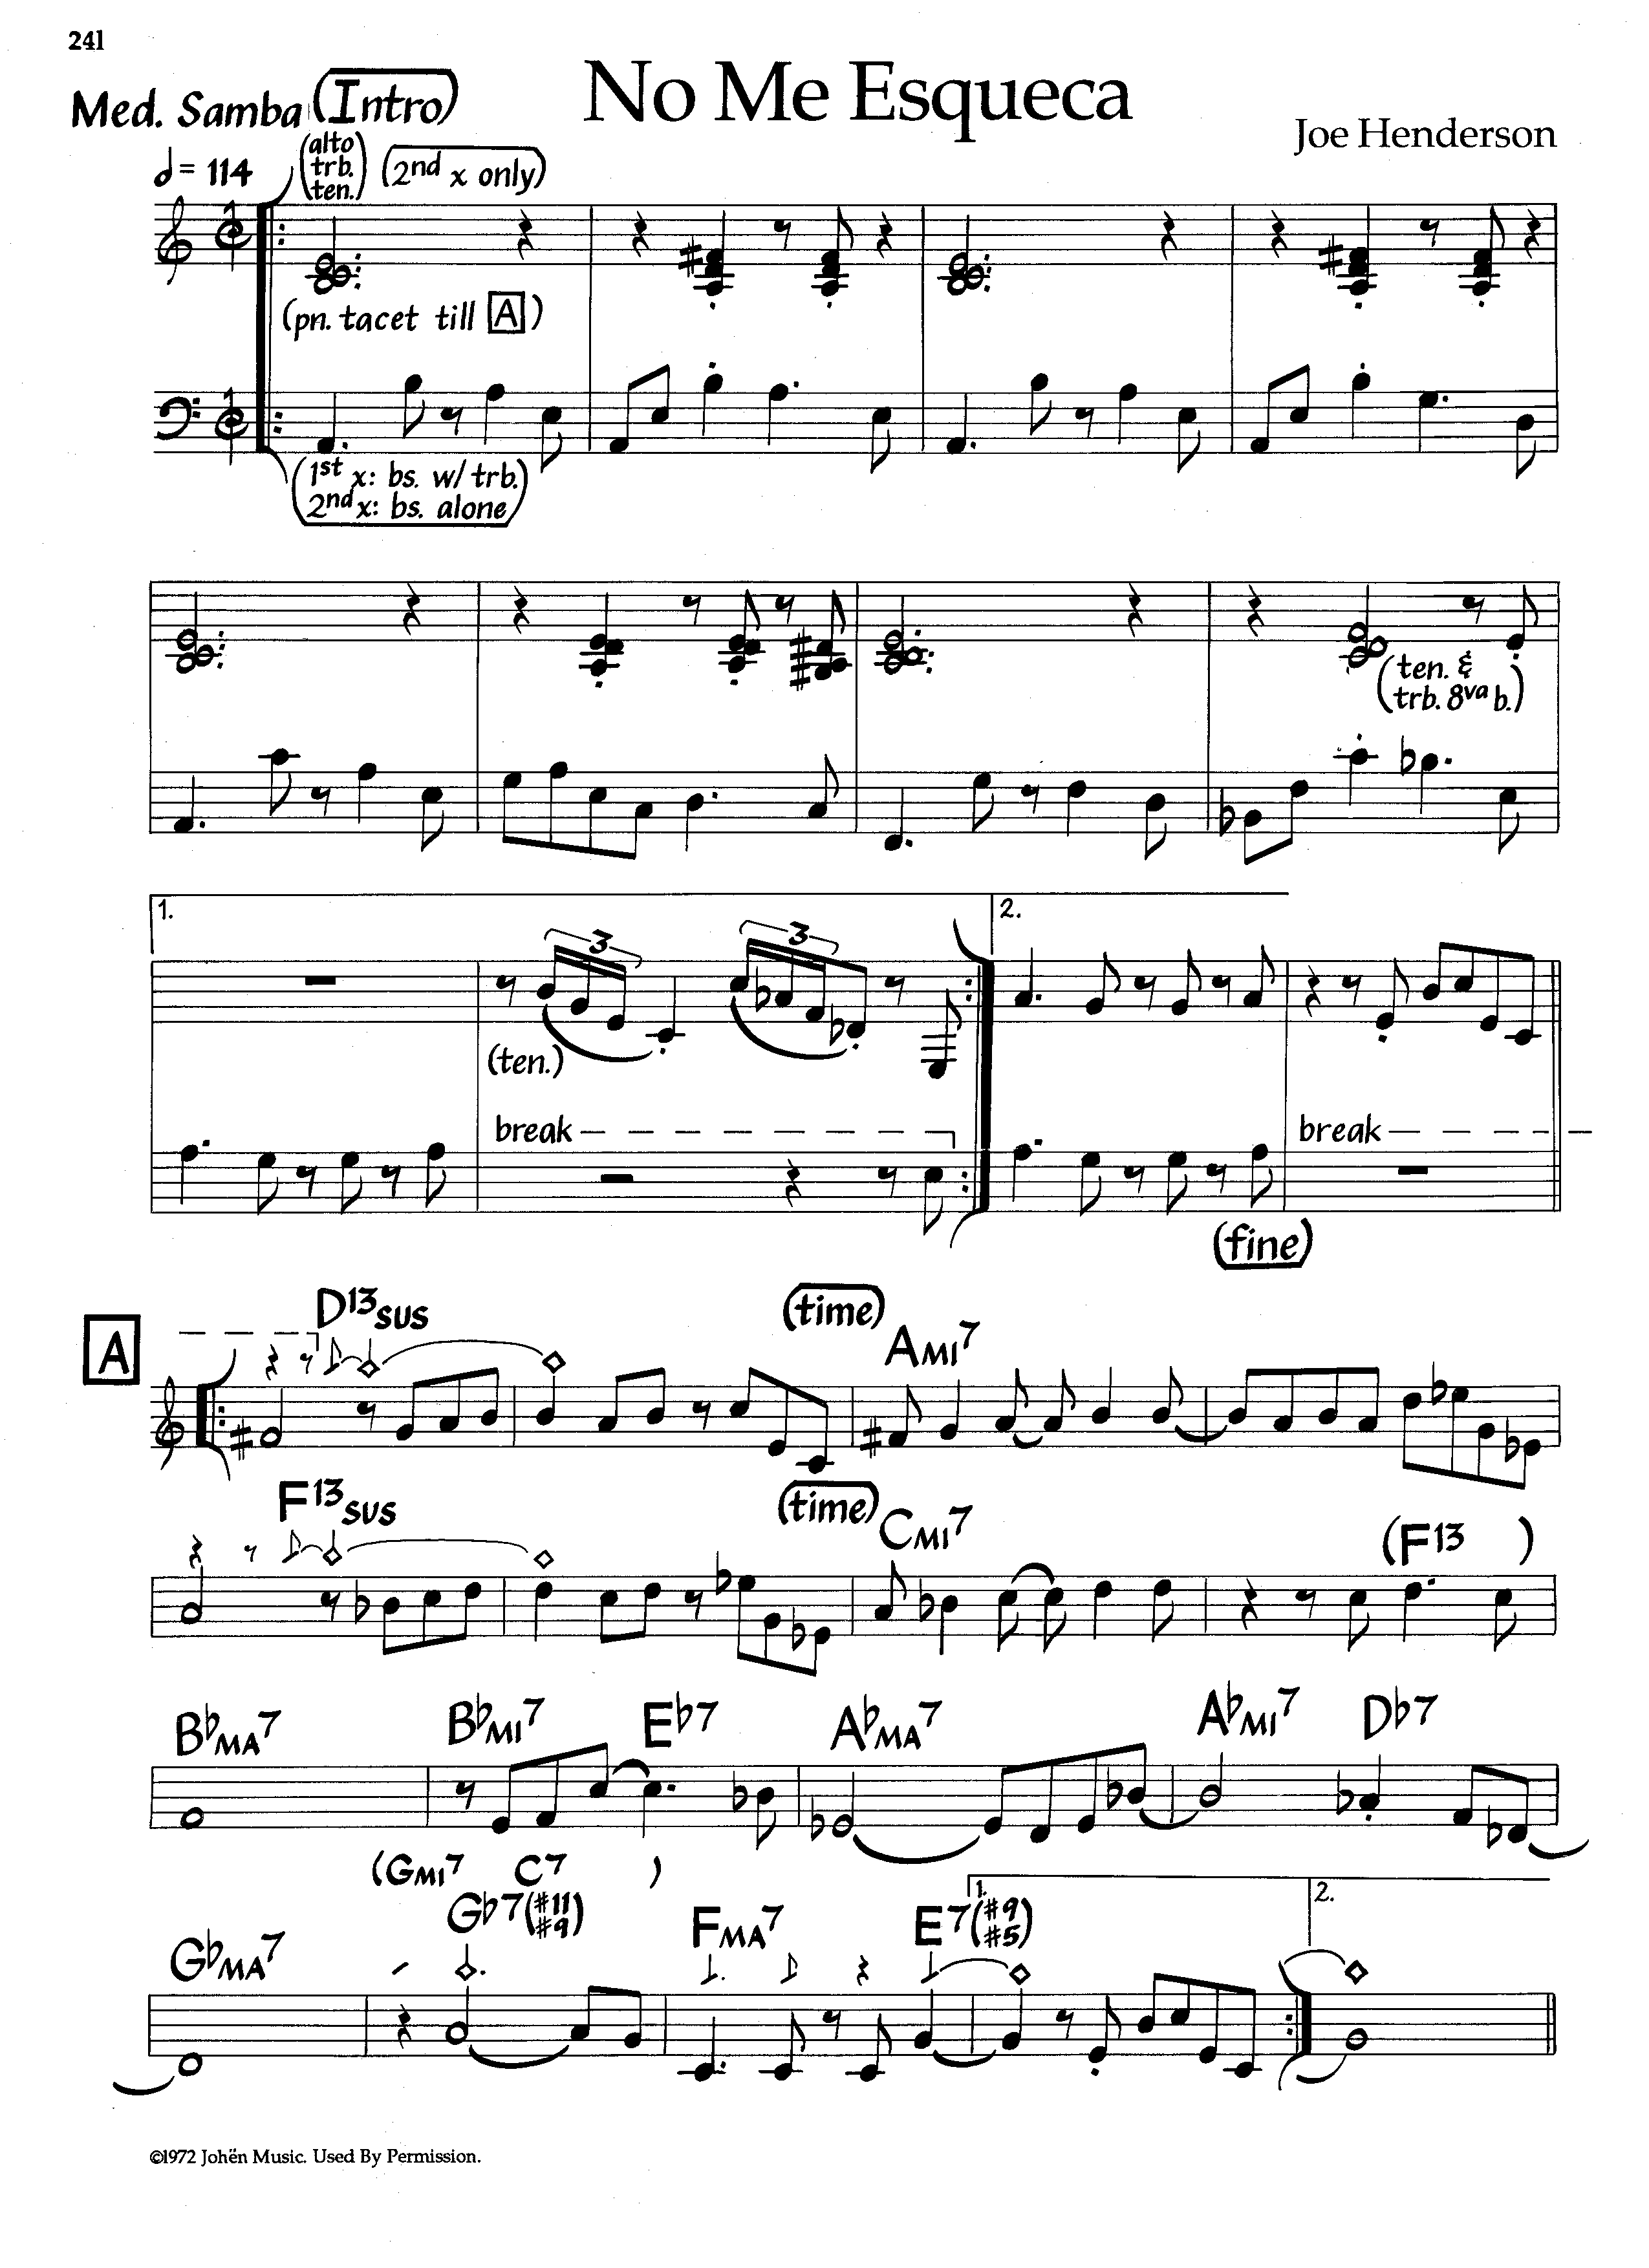 241
No Me Esqueca
Med. Samba (Intro)
Joe Henderson
𝅗𝅥 = 114
(alto trb. ten.)
(2nd x only)
(pn. tacet till A)
(1st x: bs. w/ trb.
2nd x: bs. alone)
(ten. &
trb. 8va b.)
1. 3 3 2.
(ten.)
break break
(fine)
A D13sus (time) AMI7
F13sus (time) CMI7 (F13 )
B♭MA7 B♭MI7 E♭7 A♭MA7 A♭MI7 D♭7
(GMI7 C7 )
G♭MA7 G♭7(#11 #9) FMA7 E7(#9 #5) 1. 2.
©1972 Johën Music. Used By Permission.